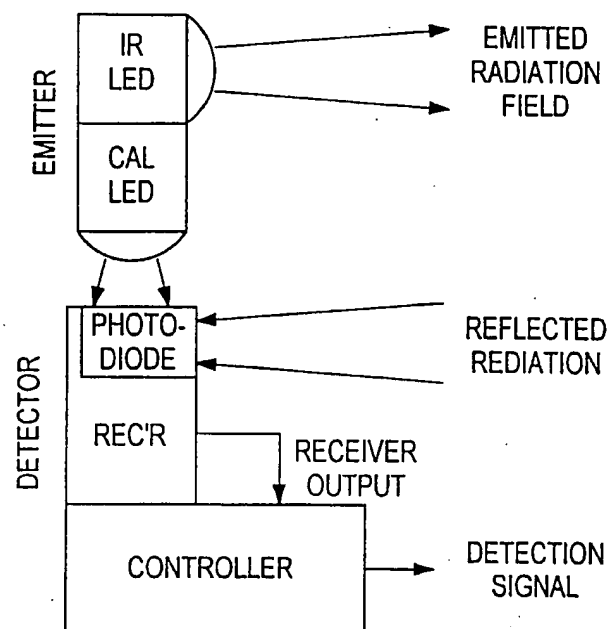 IR
LED
EMITTED
RADIATION
FIELD
EMITTER
CAL
LED
PHOTO-
DIODE
REFLECTED
REDIATION
DETECTOR
REC'R
RECEIVER
OUTPUT
CONTROLLER
DETECTION
SIGNAL